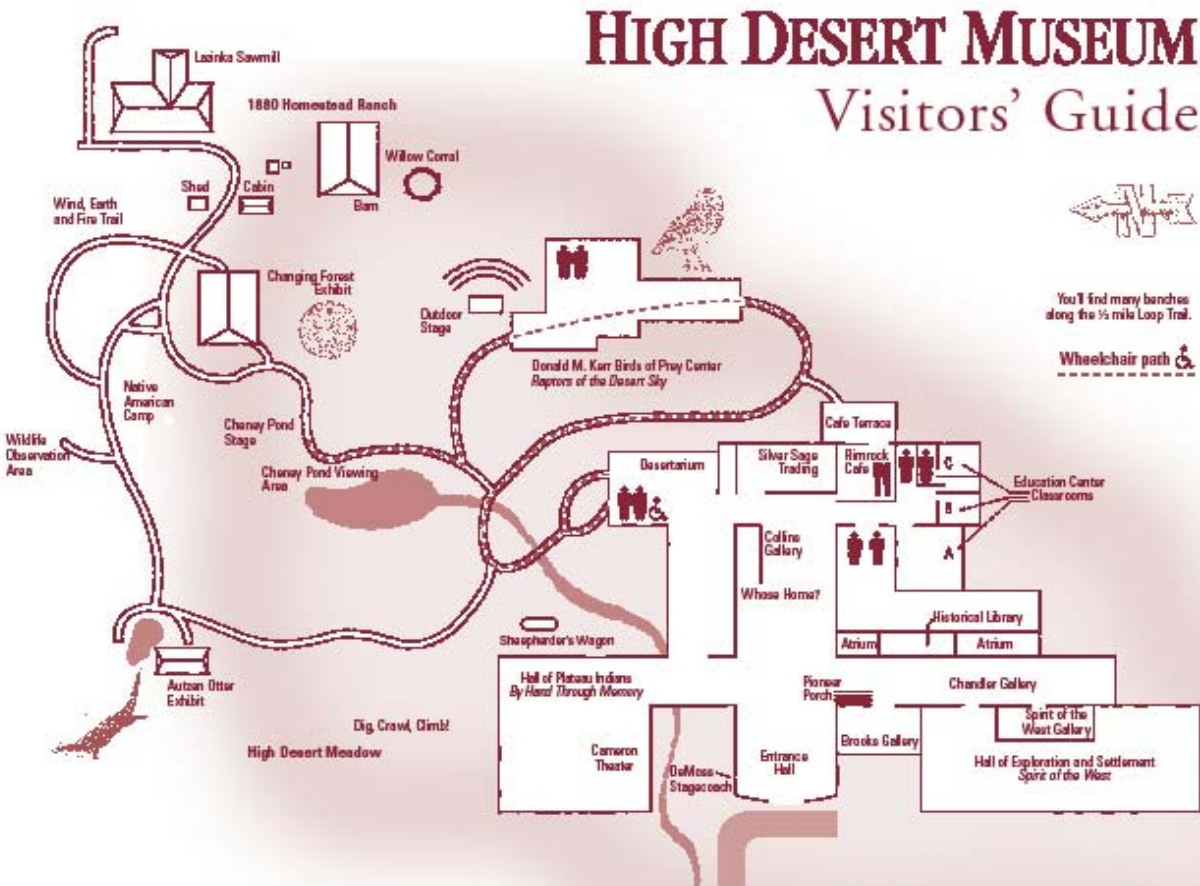 HIGH DESERT MUSEUM
Visitors' Guide
Lazinka Sawmill
1880 Homestead Ranch
Willow Corral
Shed
Cabin
Barn
Wind, Earth
and Fire Trail
N
Changing Forest
Exhibit
Outdoor
Stage
You'll find many benches
along the ½ mile Loop Trail.
Wheelchair path
Donald M. Kerr Birds of Prey Center
Raptors of the Desert Sky
Native
American
Camp
Cheney Pond
Stage
Cafe Terrace
Wildlife
Observation
Area
Cheney Pond Viewing
Area
Desertarium
Silver Sage
Trading
Rimrock
Cafe
C
Education Center
Classrooms
B
A
Collins
Gallery
Whose Home?
Historical Library
Sheepherder's Wagon
Atrium
Atrium
Hall of Plateau Indians
By Hand Through Memory
Pioneer
Porch
Chandler Gallery
Autzen Otter
Exhibit
Dig, Crawl, Climb!
High Desert Meadow
Cameron
Theater
DeMoss
Stagecoach
Entrance
Hall
Brooks Gallery
Spirit of the
West Gallery
Hall of Exploration and Settlement
Spirit of the West